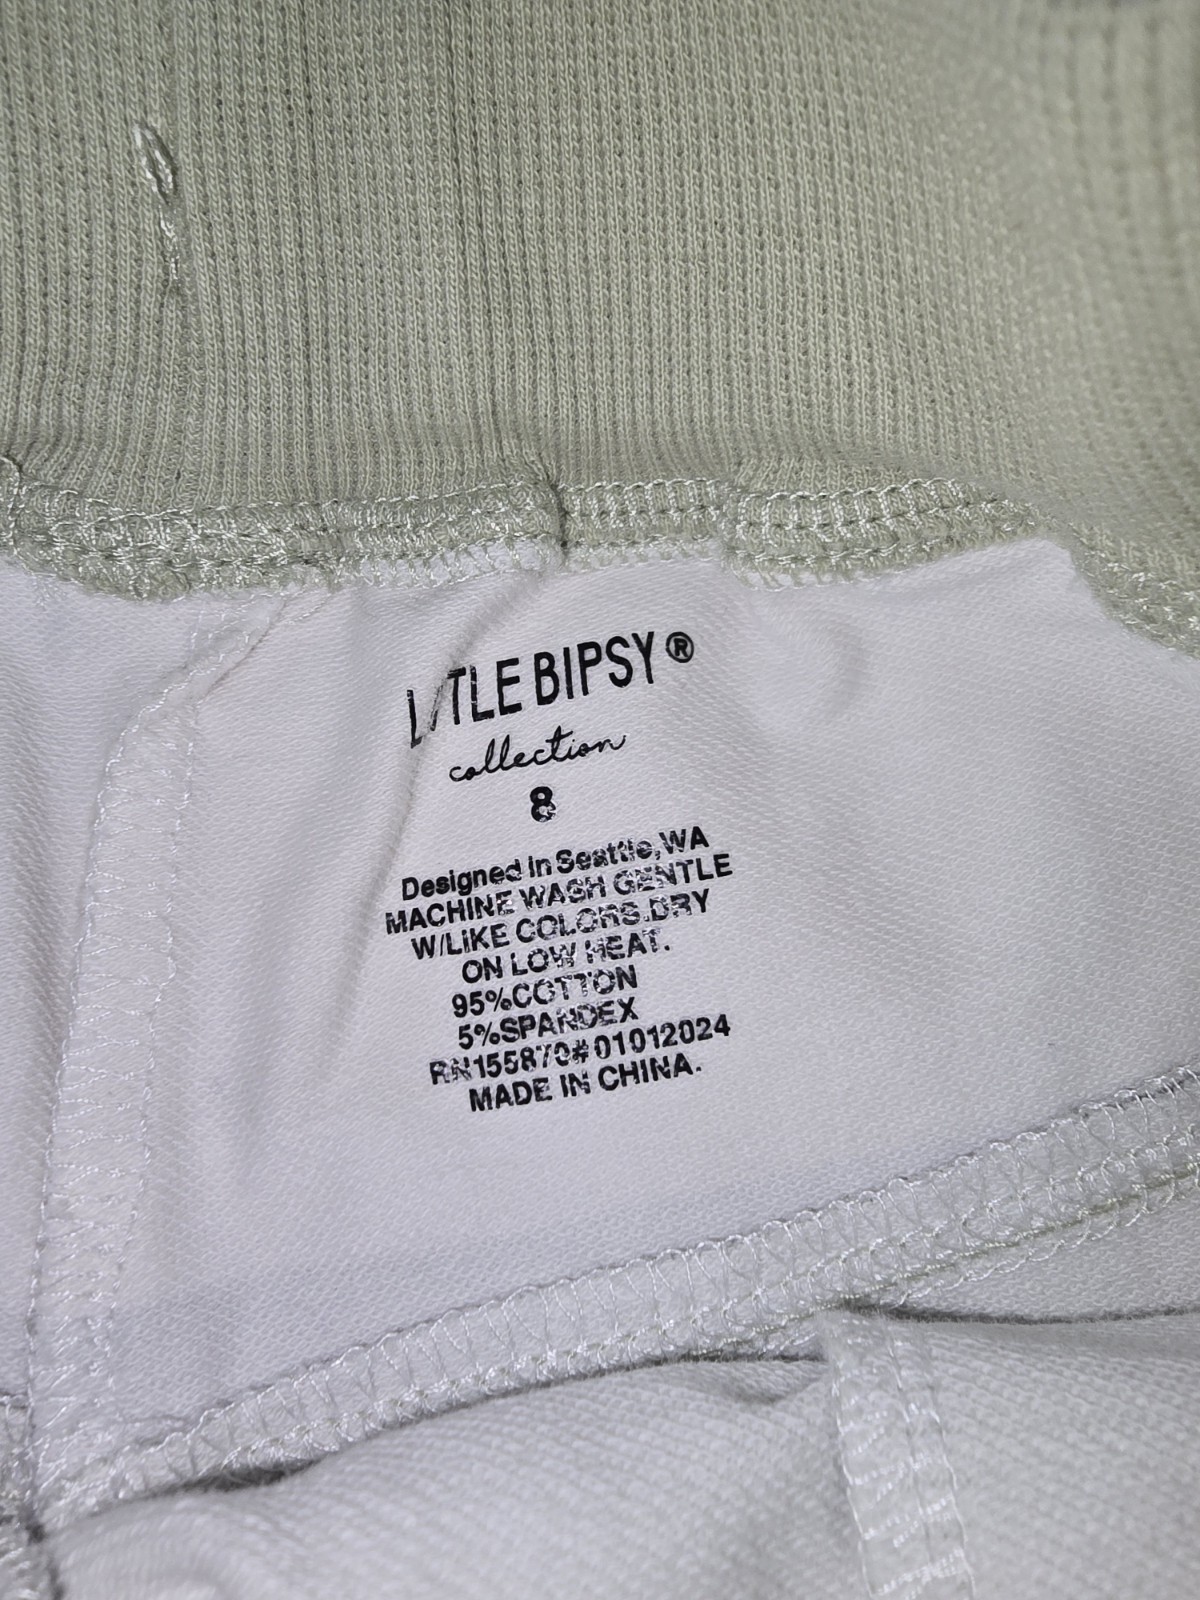 LITTLE BIPSY®
collection
8
Designed In Seattle,WA
MACHINE WASH GENTLE
W/LIKE COLORS.DRY
ON LOW HEAT.
95%COTTON
5%SPANDEX
RN155870#01012024
MADE IN CHINA.